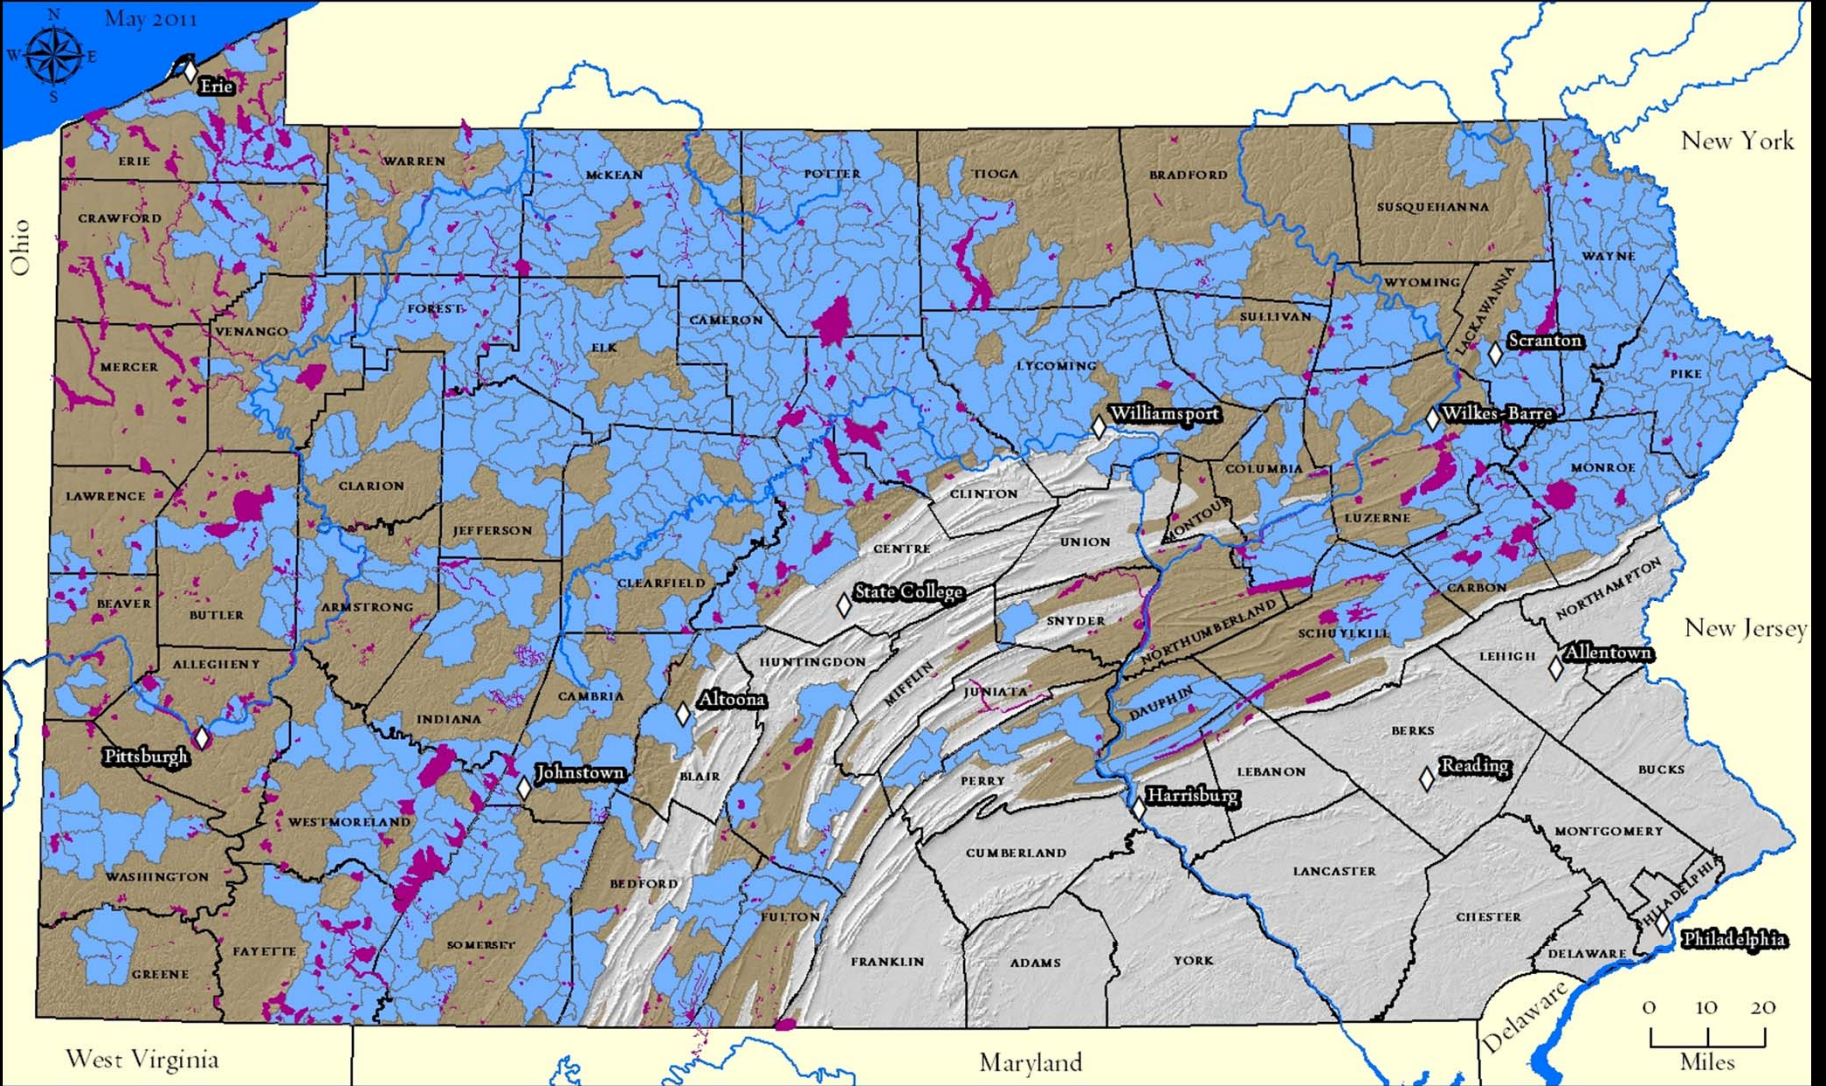 N
May 2011
W
E
S
Erie
New York
ERIE
WARREN
McKEAN
POTTER
TIOGA
BRADFORD
SUSQUEHANNA
CRAWFORD
Ohio
WAYNE
WYOMING
LACKAWANNA
FOREST
VENANGO
CAMERON
SULLIVAN
Scranton
ELK
MERCER
LYCOMING
PIKE
Williamsport
Wilkes-Barre
COLUMBIA
MONROE
CLARION
LAWRENCE
CLINTON
JEFFERSON
MONTOUR
LUZERNE
UNION
CENTRE
CLEARFIELD
State College
CARBON
NORTHAMPTON
BEAVER
BUTLER
ARMSTRONG
SNYDER
NORTHUMBERLAND
SCHUYLKILL
New Jersey
ALLEGHENY
HUNTINGDON
MIFFLIN
LEHIGH
Allentown
CAMBRIA
Altoona
JUNIATA
DAUPHIN
INDIANA
BERKS
Pittsburgh
Johnstown
BLAIR
PERRY
LEBANON
Reading
BUCKS
Harrisburg
WESTMORELAND
MONTGOMERY
CUMBERLAND
WASHINGTON
BEDFORD
LANCASTER
PHILADELPHIA
FULTON
CHESTER
Philadelphia
FAYETTE
SOMERSET
GREENE
FRANKLIN
ADAMS
YORK
DELAWARE
Delaware
0 10 20
Miles
West Virginia
Maryland